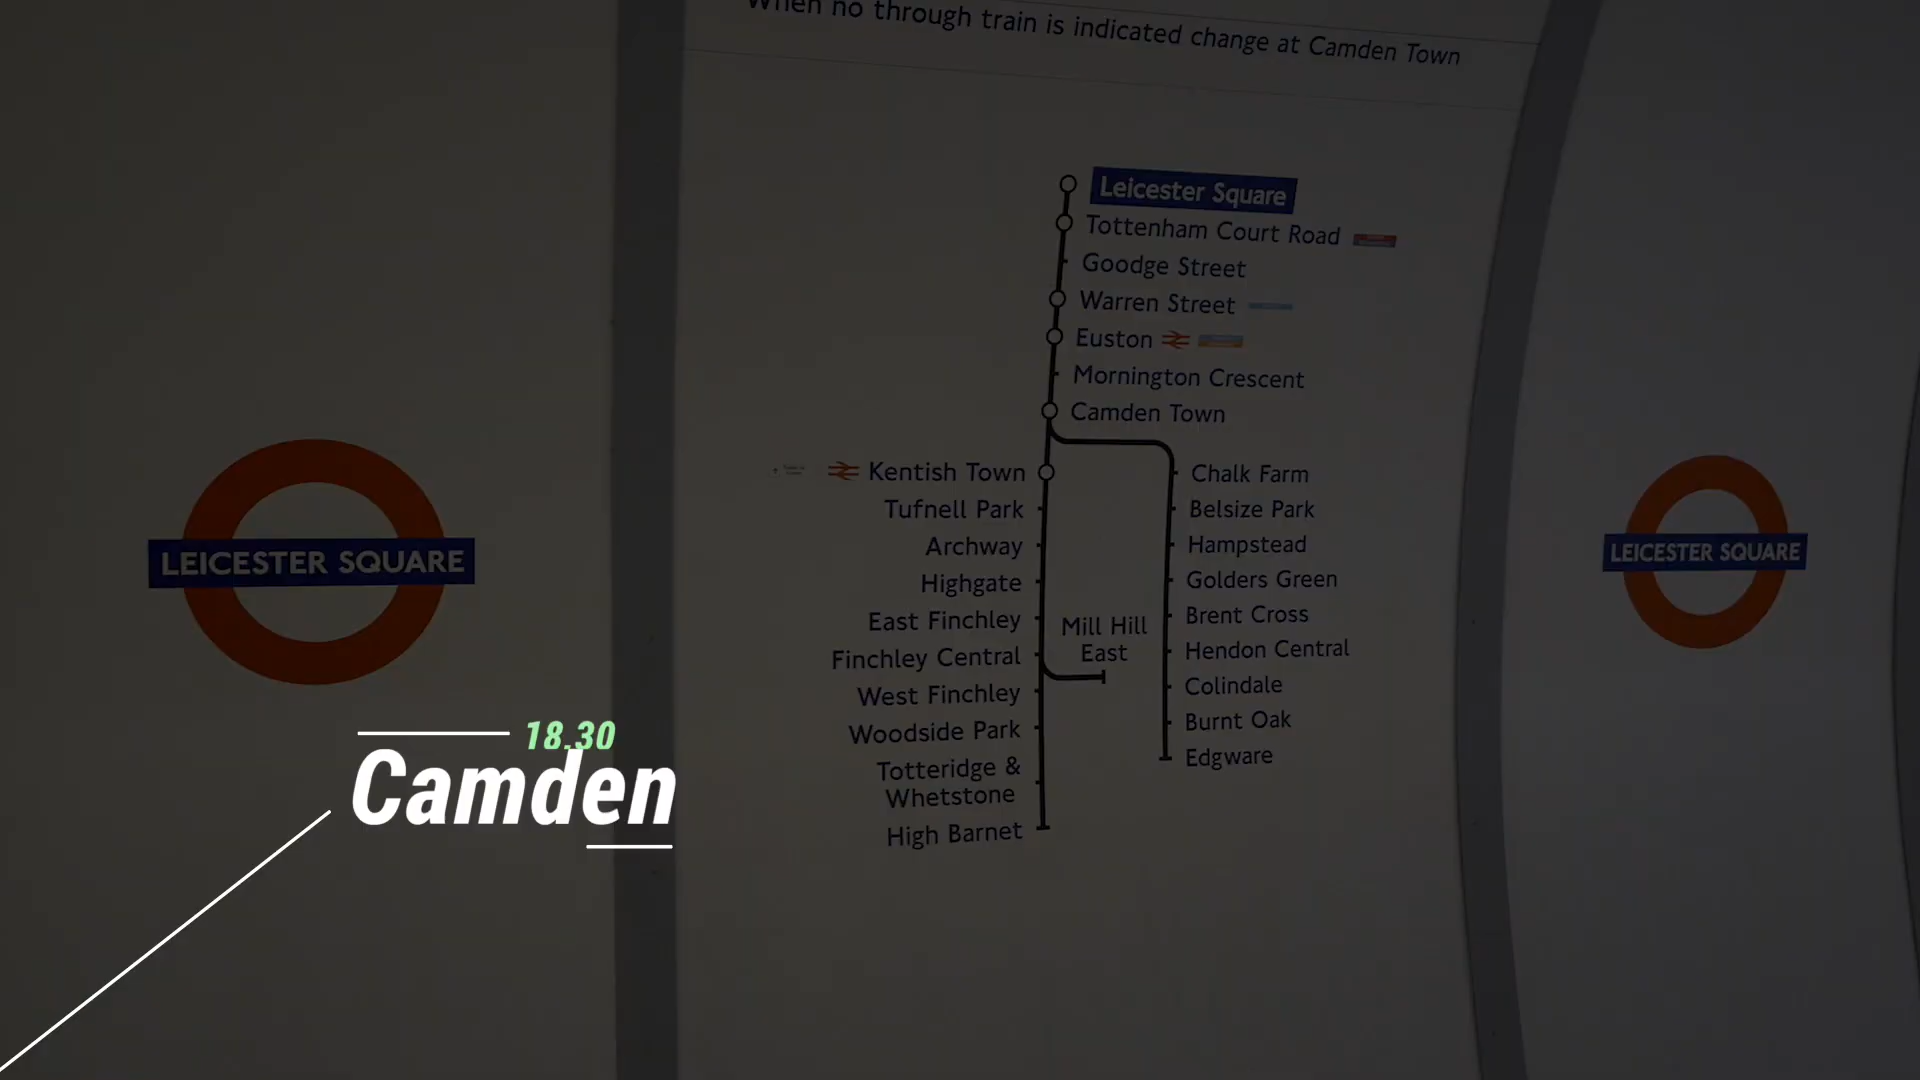 When no through train is indicated change at Camden Town
Leicester Square
Tottenham Court Road
Goodge Street
Warren Street
Euston
Mornington Crescent
Camden Town
Kentish Town
Tufnell Park
Archway
Highgate
East Finchley
Finchley Central
West Finchley
Woodside Park
Totteridge &
Whetstone
High Barnet
Mill Hill
East
Chalk Farm
Belsize Park
Hampstead
Golders Green
Brent Cross
Hendon Central
Colindale
Burnt Oak
Edgware
LEICESTER SQUARE
LEICESTER SQUARE
18.30
Camden